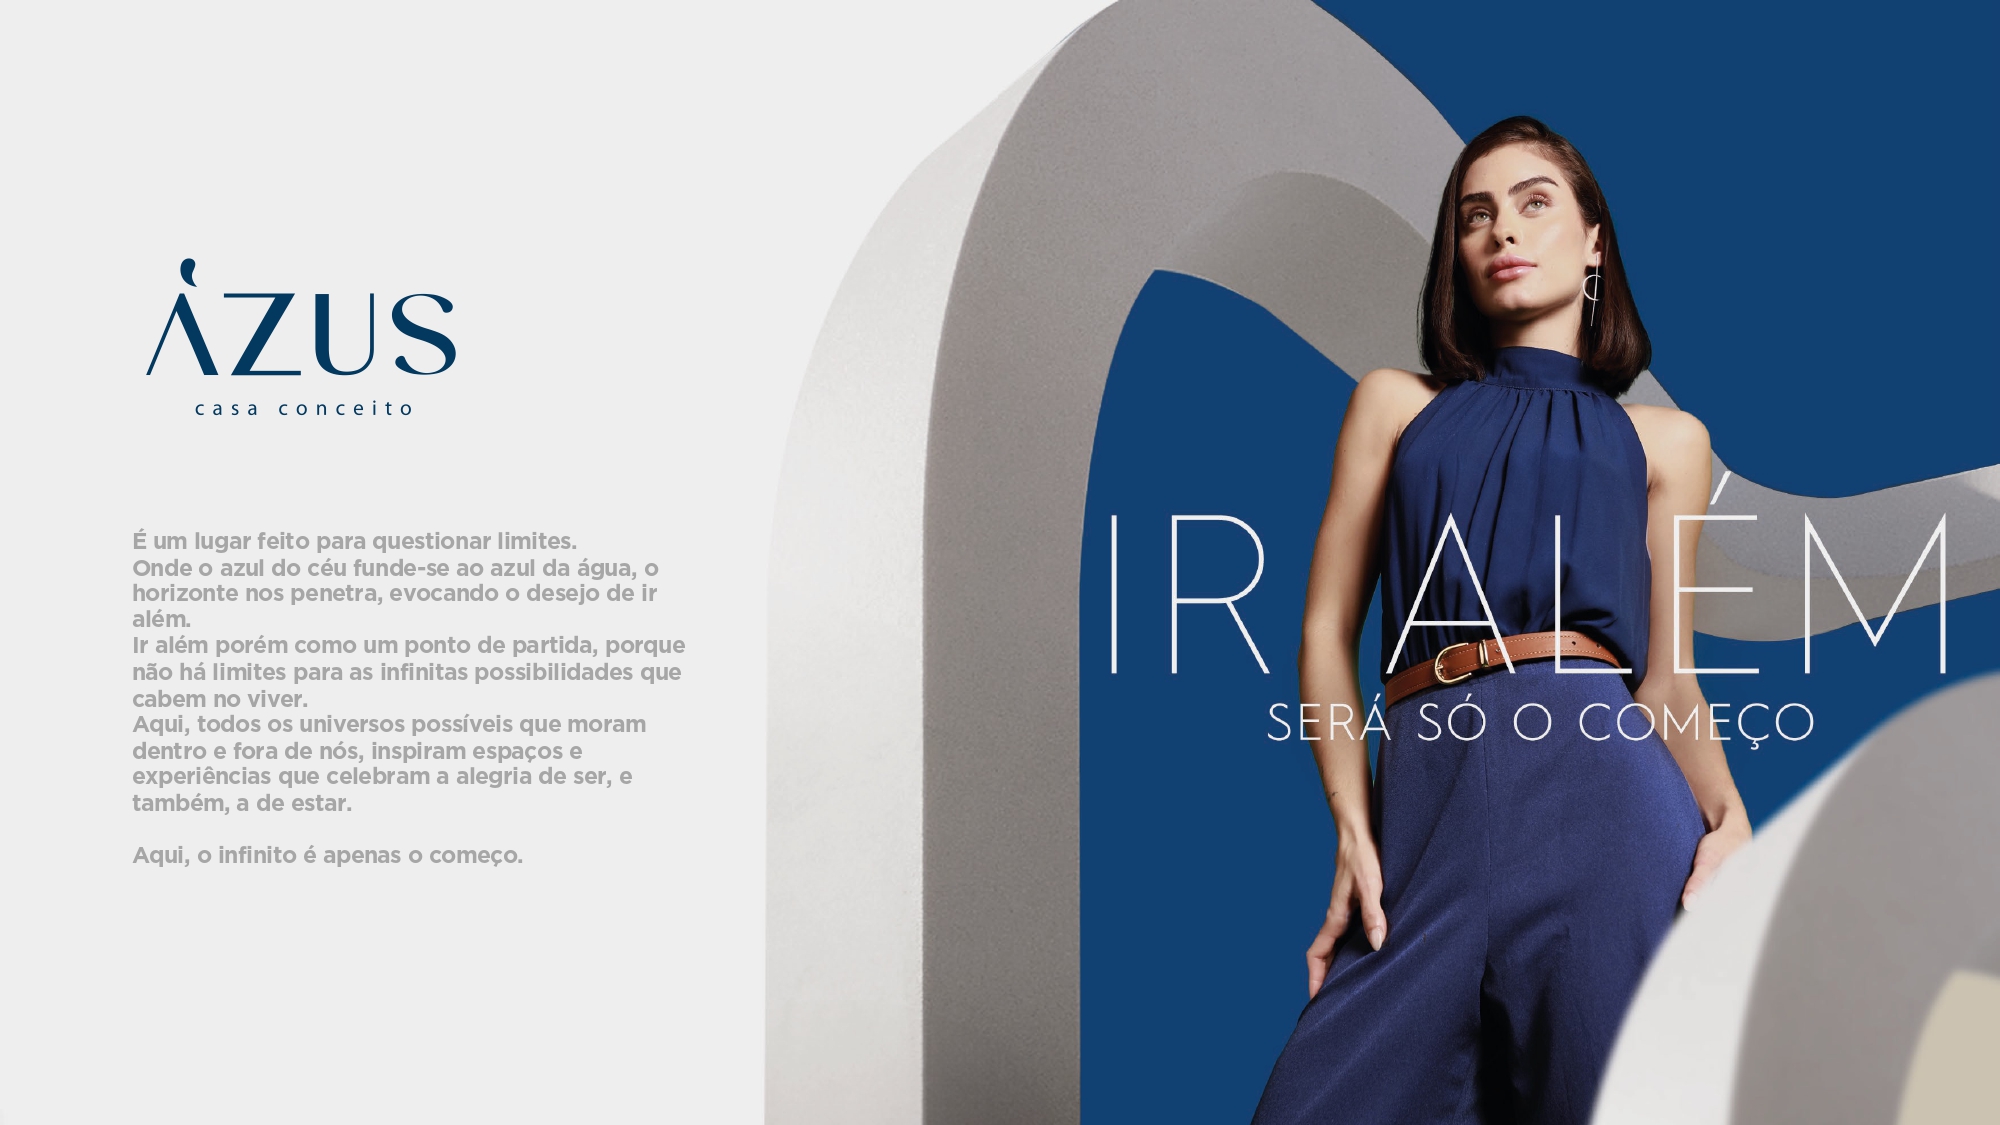 ÁZUS
casa conceito
É um lugar feito para questionar limites.
Onde o azul do céu funde-se ao azul da água, o
horizonte nos penetra, evocando o desejo de ir
além.
Ir além porém como um ponto de partida, porque
não há limites para as infinitas possibilidades que
cabem no viver.
Aqui, todos os universos possíveis que moram
dentro e fora de nós, inspiram espaços e
experiências que celebram a alegria de ser, e
também, a de estar.
Aqui, o infinito é apenas o começo.
IR ALÉM
SERÁ SÓ O COMEÇO